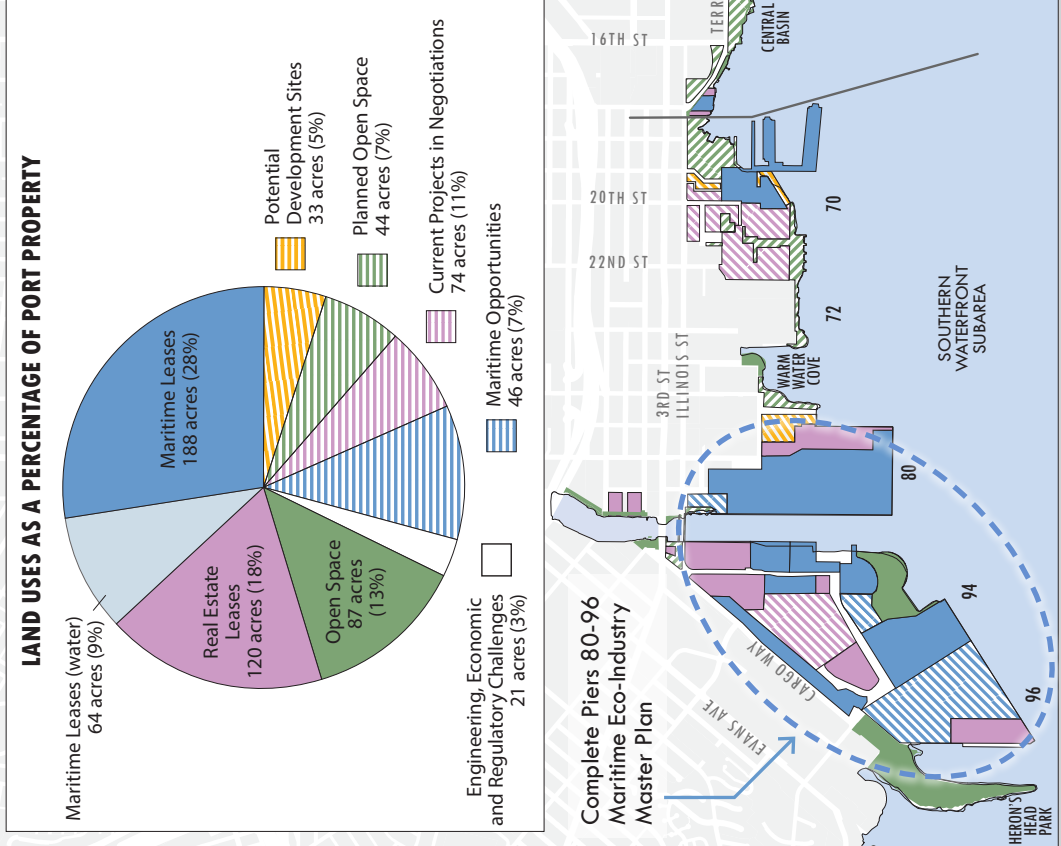 LAND USES AS A PERCENTAGE OF PORT PROPERTY
Maritime Leases (water)
64 acres (9%)
Maritime Leases
188 acres (28%)
Real Estate
Leases
120 acres (18%)
Open Space
87 acres
(13%)
Engineering, Economic
and Regulatory Challenges
21 acres (3%)
Potential
Development Sites
33 acres (5%)
Planned Open Space
44 acres (7%)
Current Projects in Negotiations
74 acres (11%)
Maritime Opportunities
46 acres (7%)
Complete Piers 80-96
Maritime Eco-Industry
Master Plan
EVANS AVE
CARGO WAY
3RD ST
ILLINOIS ST
22ND ST
20TH ST
16TH ST
TERR
CENTRAL
BASIN
70
72
WARM
WATER
COVE
SOUTHERN
WATERFRONT
SUBAREA
80
94
96
HERON'S
HEAD
PARK